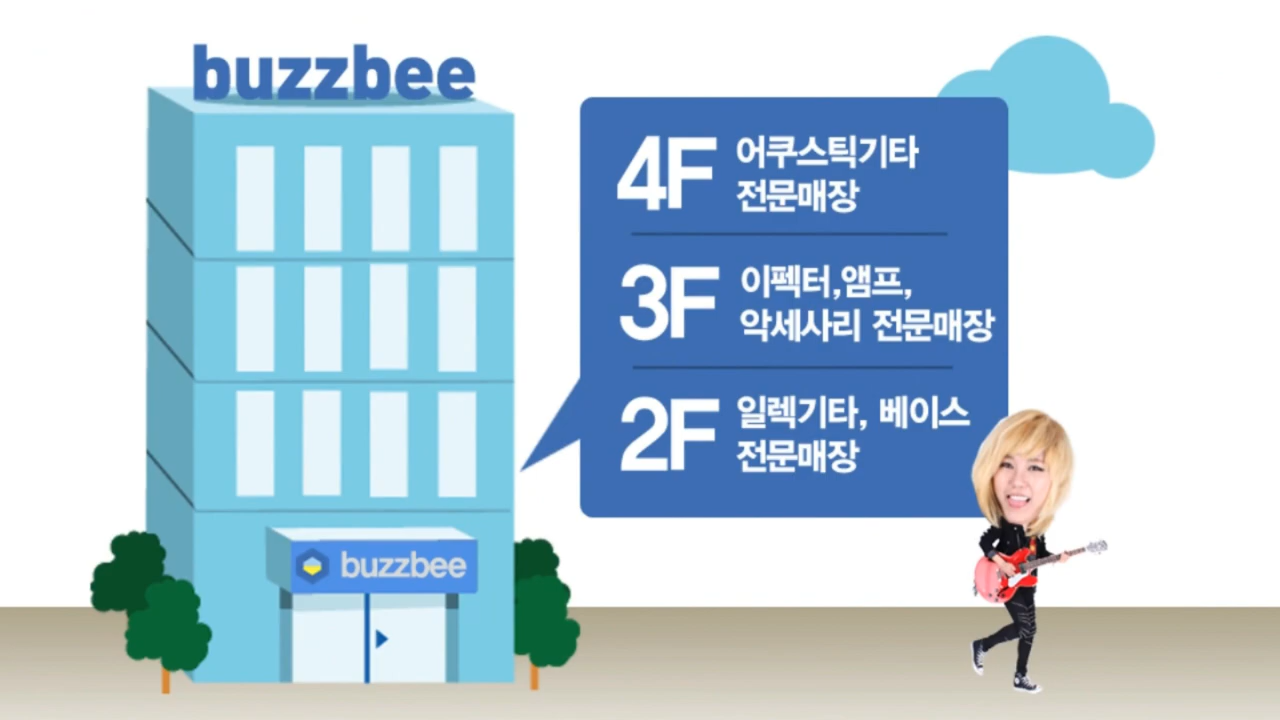 buzzbee
4F 어쿠스틱기타
전문매장
3F 이펙터,앰프,
악세사리 전문매장
2F 일렉기타, 베이스
전문매장
buzzbee